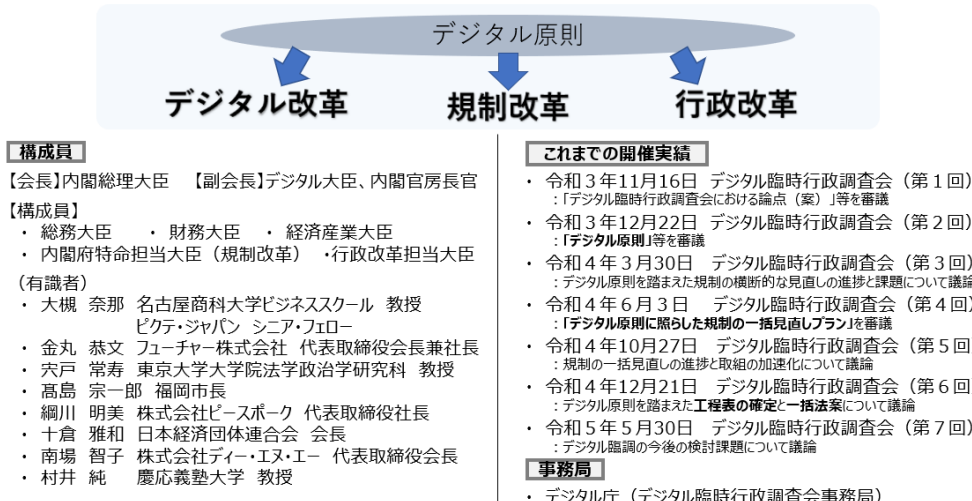 デジタル原則
デジタル改革 規制改革 行政改革
構成員
【会長】内閣総理大臣 【副会長】デジタル大臣、内閣官房長官
【構成員】
・ 総務大臣 ・ 財務大臣 ・ 経済産業大臣
・ 内閣府特命担当大臣（規制改革） ・行政改革担当大臣
（有識者）
・ 大槻 奈那 名古屋商科大学ビジネススクール 教授
ピクテ・ジャパン シニア・フェロー
・ 金丸 恭文 フューチャー株式会社 代表取締役会長兼社長
・ 宍戸 常寿 東京大学大学院法学政治学研究科 教授
・ 髙島 宗一郎 福岡市長
・ 綱川 明美 株式会社ビースポーク 代表取締役社長
・ 十倉 雅和 日本経済団体連合会 会長
・ 南場 智子 株式会社ディー・エヌ・エー 代表取締役会長
・ 村井 純 慶応義塾大学 教授
これまでの開催実績
・ 令和３年11月16日 デジタル臨時行政調査会（第１回）
：「デジタル臨時行政調査会における論点（案）」等を審議
・ 令和３年12月22日 デジタル臨時行政調査会（第２回）
：「デジタル原則」等を審議
・ 令和４年３月30日 デジタル臨時行政調査会（第３回）
：デジタル原則を踏まえた規制の横断的な見直しの進捗と課題について議論
・ 令和４年６月３日 デジタル臨時行政調査会（第４回）
：「デジタル原則に照らした規制の一括見直しプラン」を審議
・ 令和４年10月27日 デジタル臨時行政調査会（第５回
：規制の一括見直しの進捗と取組の加速化について議論
・ 令和４年12月21日 デジタル臨時行政調査会（第６回
：デジタル原則を踏まえた工程表の確定と一括法案について議論
・ 令和５年５月30日 デジタル臨時行政調査会（第７回）
：デジタル臨調の今後の検討課題について議論
事務局
・ デジタル庁（デジタル臨時行政調査会事務局）